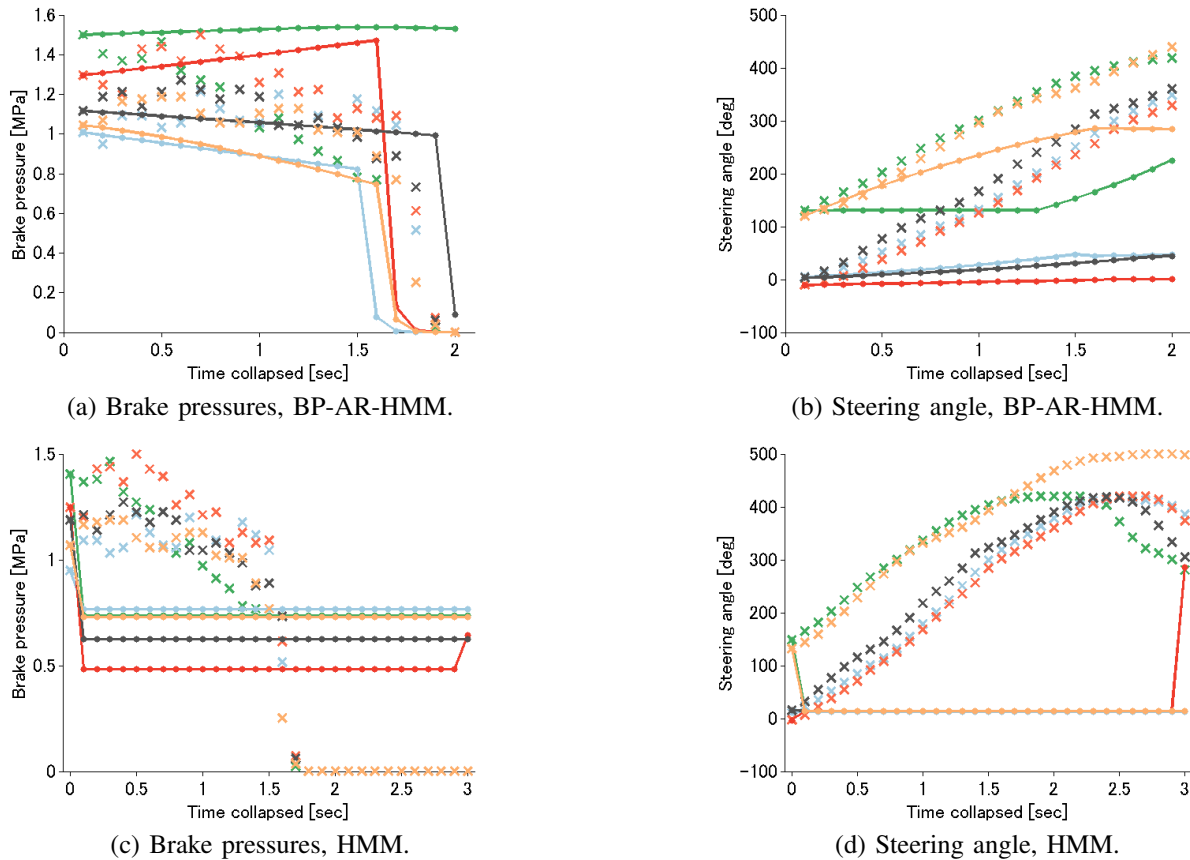 Brake pressure [MPa]
1.6
1.4
1.2
1
0.8
0.6
0.4
0.2
0
0 0.5 1 1.5 2
Time collapsed [sec]
(a) Brake pressures, BP-AR-HMM.
Steering angle [deg]
500
400
300
200
100
0
−100
0 0.5 1 1.5 2
Time collapsed [sec]
(b) Steering angle, BP-AR-HMM.
Brake pressure [MPa]
1.5
1
0.5
0
0 0.5 1 1.5 2 2.5 3
Time collapsed [sec]
(c) Brake pressures, HMM.
Steering angle [deg]
500
400
300
200
100
0
−100
0 0.5 1 1.5 2 2.5 3
Time collapsed [sec]
(d) Steering angle, HMM.